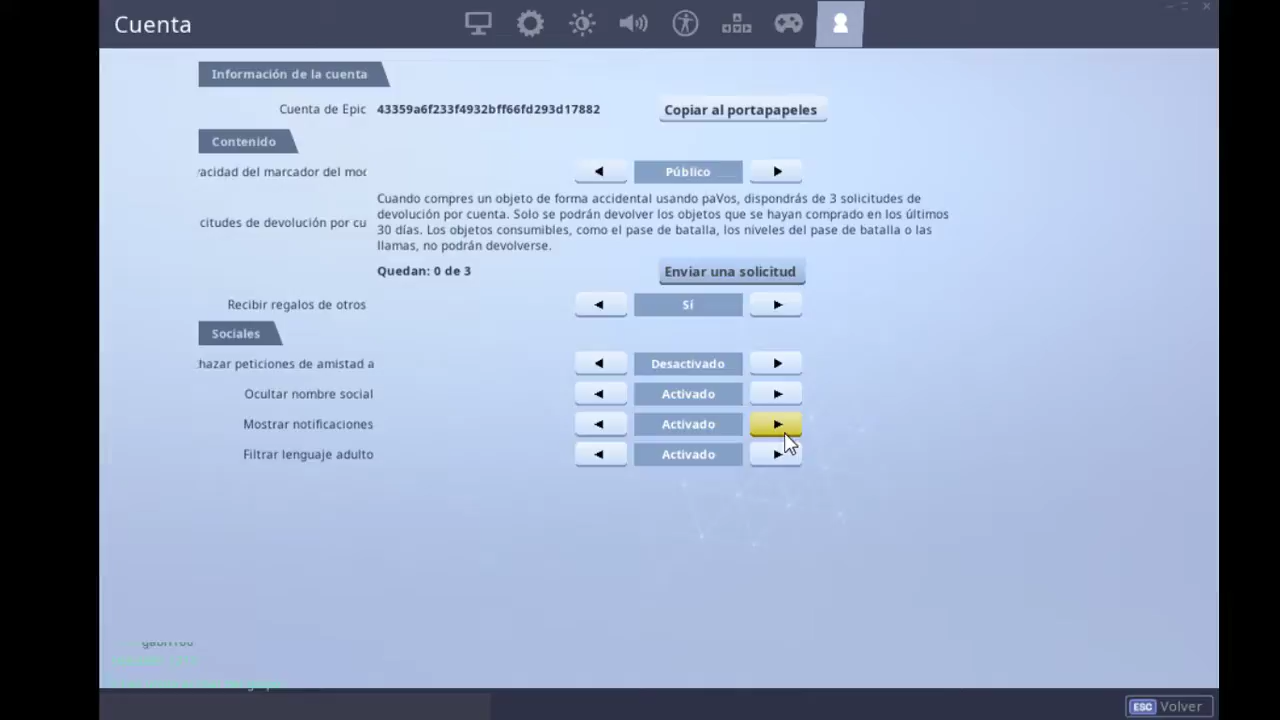 Cuenta
Información de la cuenta
Cuenta de Epic 43359a6f233f4932bff66fd293d17882 Copiar al portapapeles
Contenido
acidad del marcador del moc Público
Cuando compres un objeto de forma accidental usando paVos, dispondrás de 3 solicitudes de
citudes de devolución por cu devolución por cuenta. Solo se podrán devolver los objetos que se hayan comprado en los últimos
30 días. Los objetos consumibles, como el pase de batalla, los niveles del pase de batalla o las
llamas, no podrán devolverse.
Quedan: 0 de 3 Enviar una solicitud
Recibir regalos de otros Sí
Sociales
hazar peticiones de amistad a Desactivado
Ocultar nombre social Activado
Mostrar notificaciones Activado
Filtrar lenguaje adulto Activado
ESC Volver